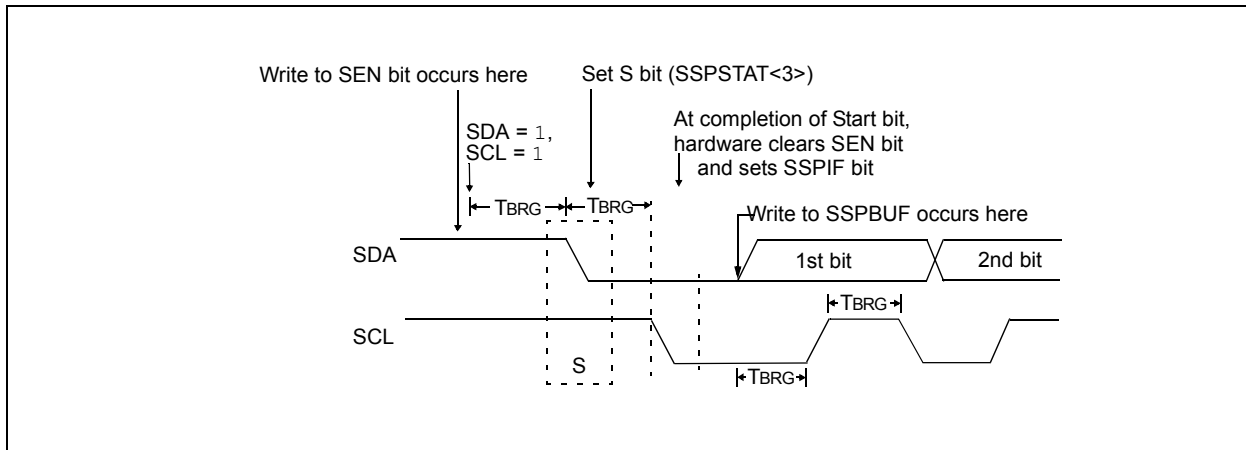 Write to SEN bit occurs here
Set S bit (SSPSTAT<3>)
SDA = 1,
SCL = 1
At completion of Start bit,
hardware clears SEN bit
and sets SSPIF bit
TBRG
TBRG
Write to SSPBUF occurs here
SDA
1st bit
2nd bit
TBRG
SCL
S
TBRG